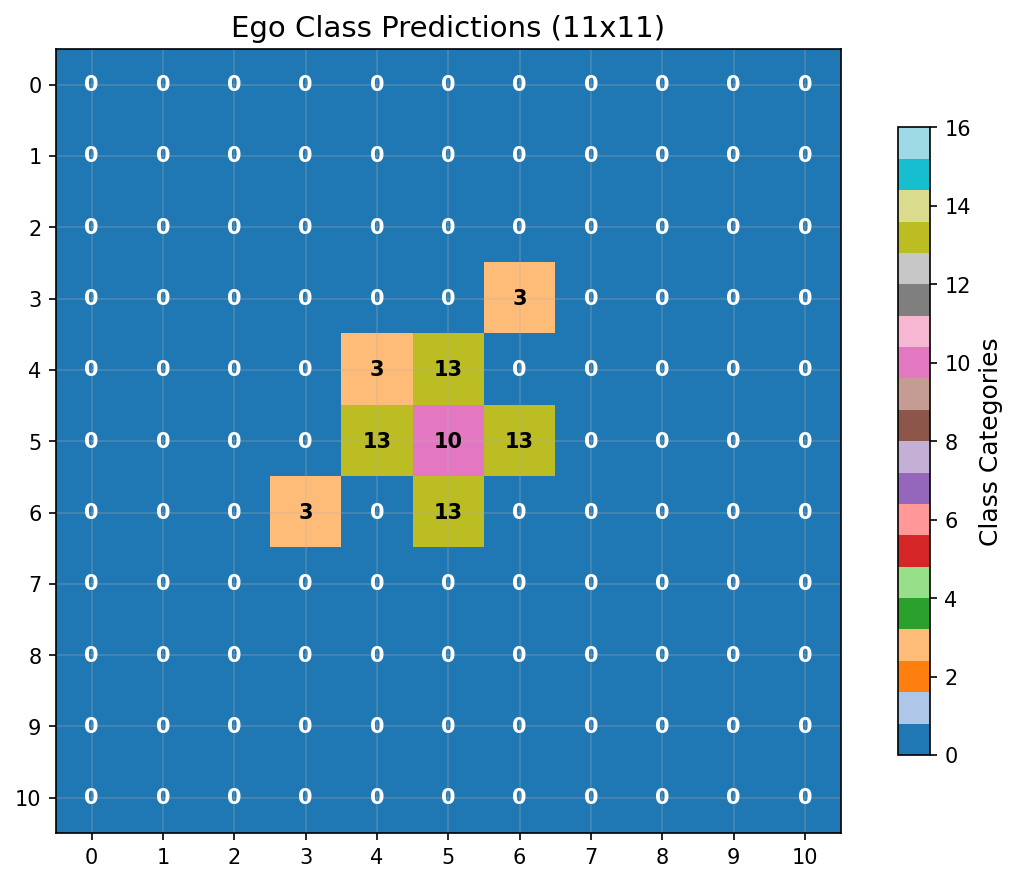 Ego Class Predictions (11x11)
0 0 0 0 0 0 0 0 0 0 0 0
1 0 0 0 0 0 0 0 0 0 0 0
2 0 0 0 0 0 0 0 0 0 0 0
3 0 0 0 0 0 0 3 0 0 0 0
4 0 0 0 0 3 13 0 0 0 0 0
5 0 0 0 0 13 10 13 0 0 0 0
6 0 0 0 3 0 13 0 0 0 0 0
7 0 0 0 0 0 0 0 0 0 0 0
8 0 0 0 0 0 0 0 0 0 0 0
9 0 0 0 0 0 0 0 0 0 0 0
10 0 0 0 0 0 0 0 0 0 0 0
0 1 2 3 4 5 6 7 8 9 10
16
14
12
10
8
6
4
2
0
Class Categories